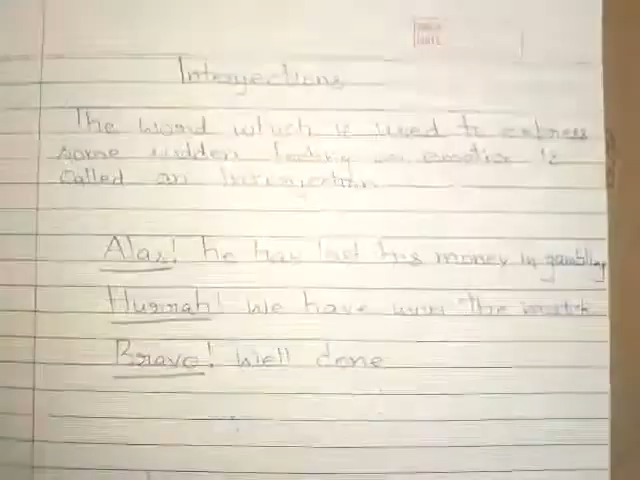 Interjections
The word which is used to express
some sudden feeling or emotion is
called an Interjection
Alas! he has lost his money in gambling
Hurrah! We have won the match
Bravo! Well done